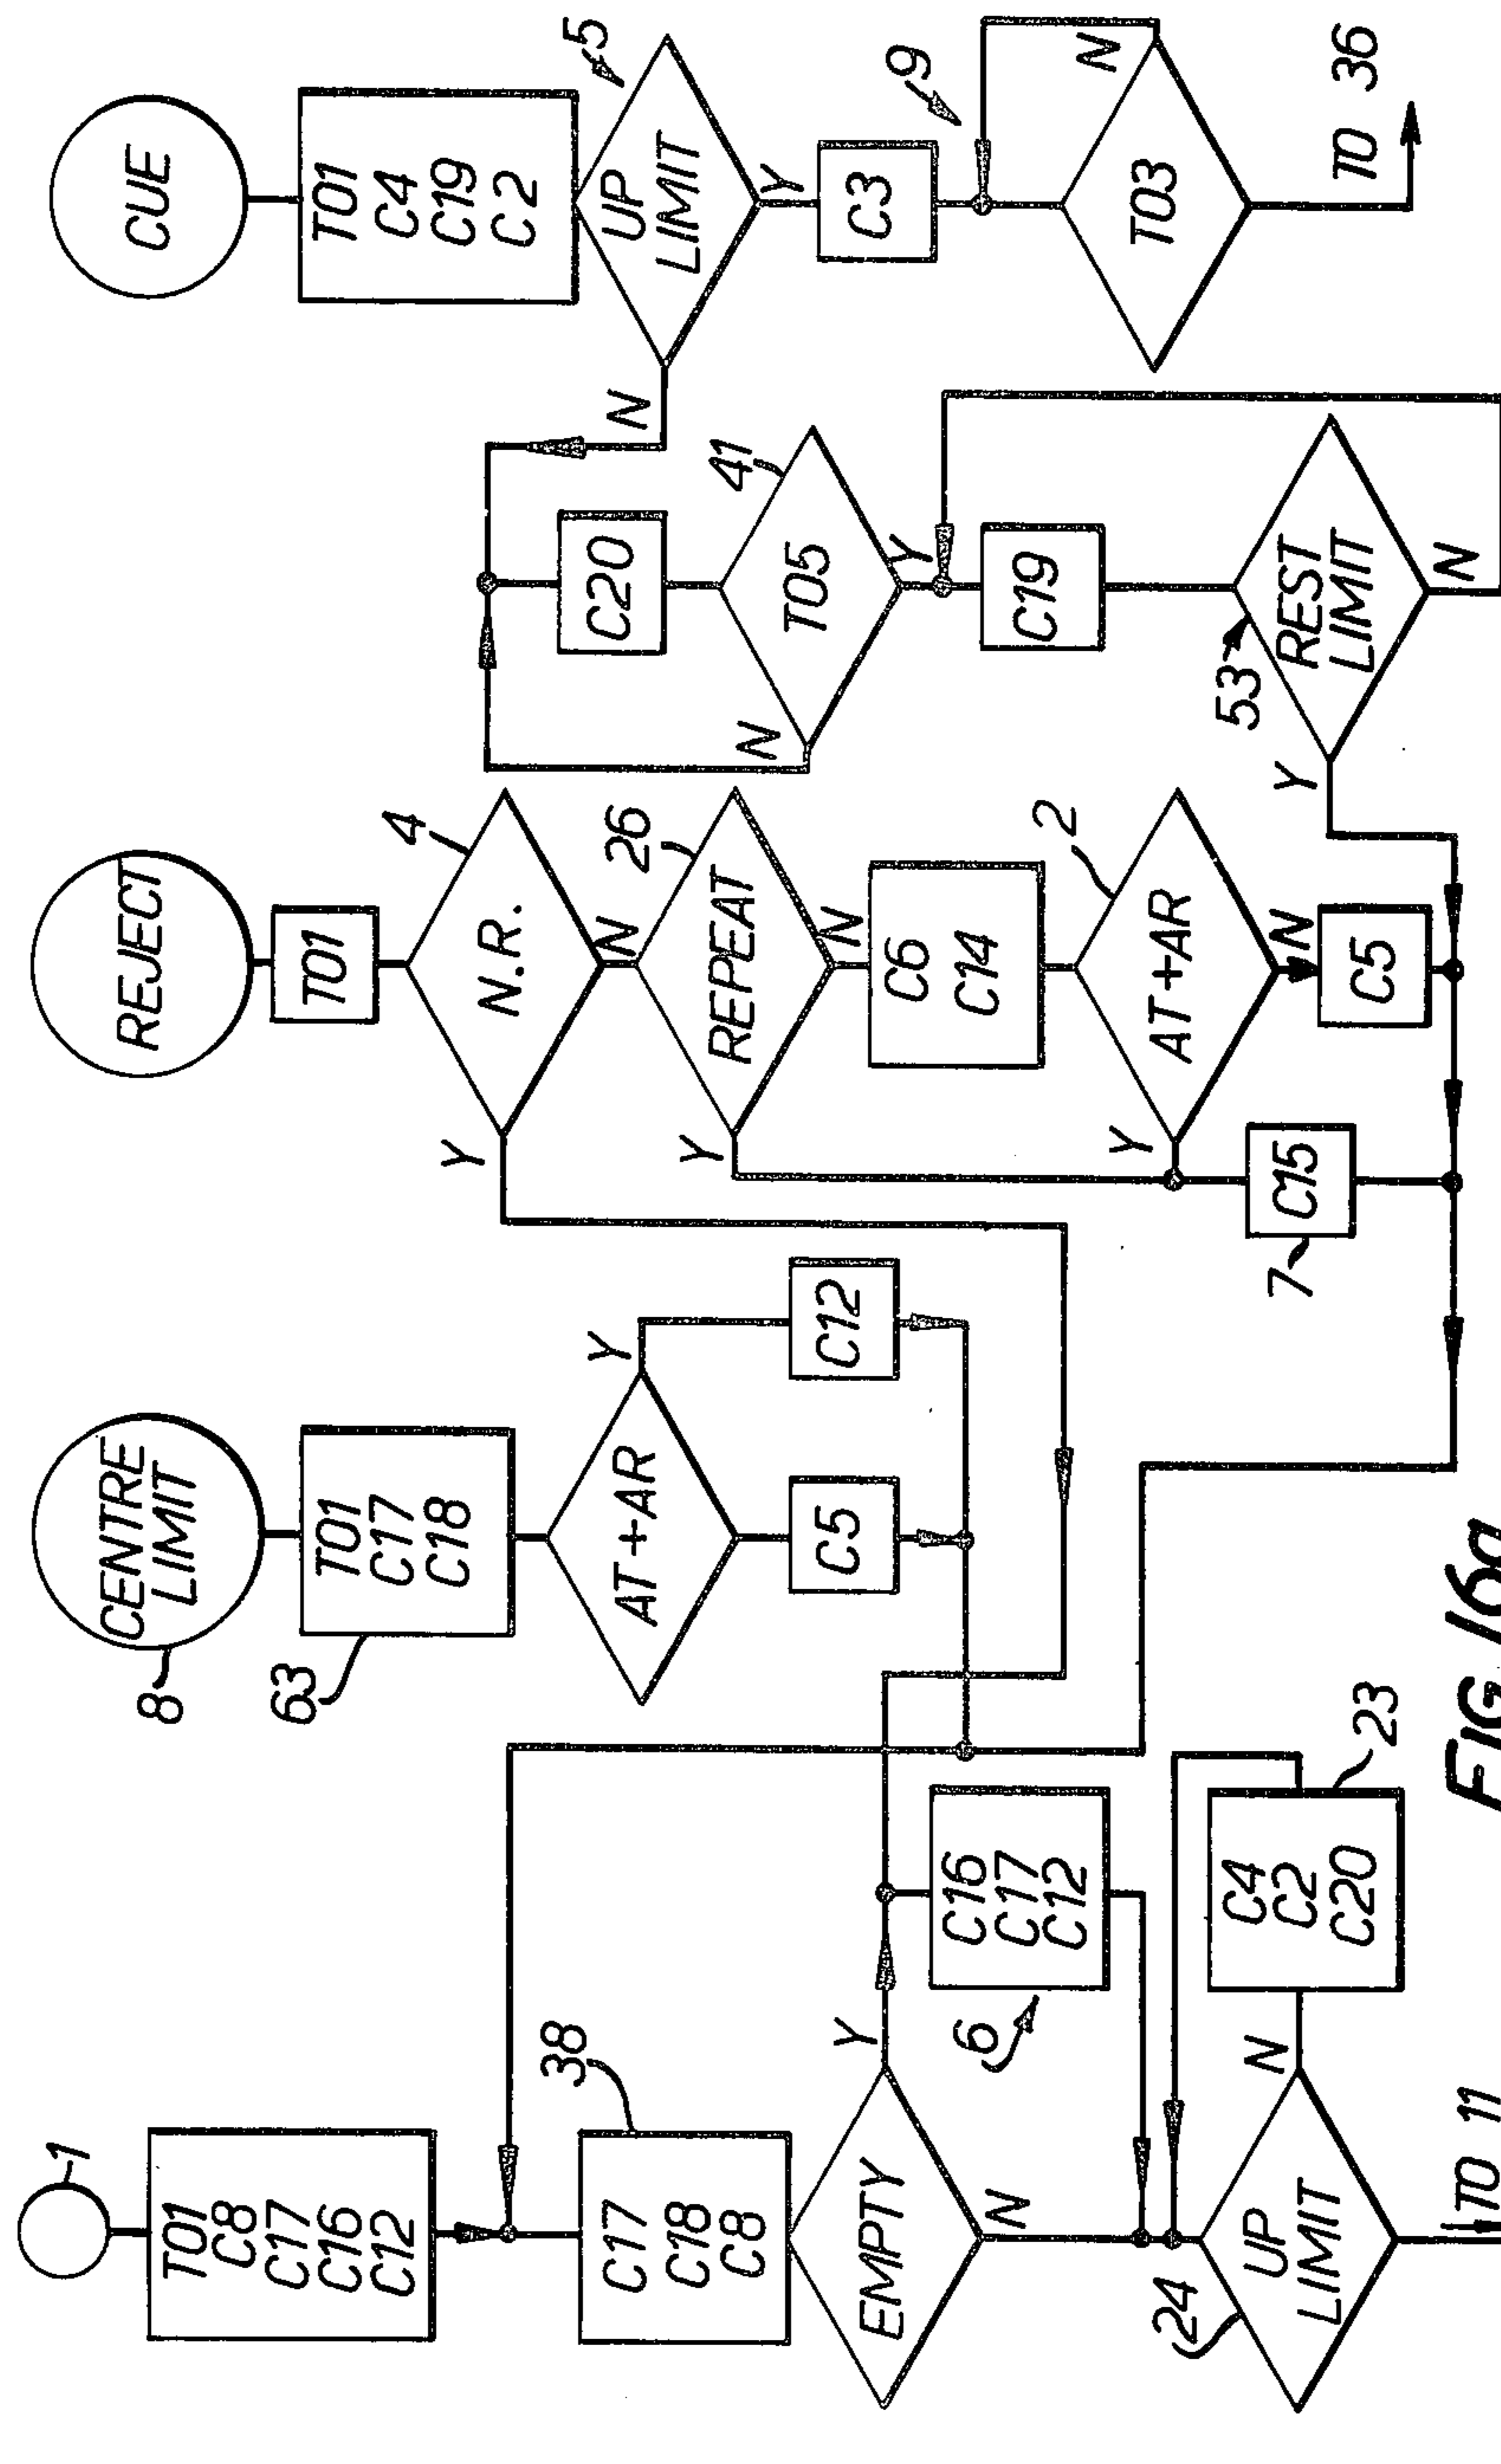 1
T01
C8
C17
C16
C12
38
C17
C18
C8
EMPTY
Y
N
6
C16
C17
C12
24
UP
LIMIT
N
C4
C2
C20
23
TO 11
8
CENTRE
LIMIT
63
T01
C17
C18
AT+AR
Y
C5
C12
REJECT
T01
4
N.R.
Y
N
26
REPEAT
Y
N
C6
C14
2
AT+AR
Y
N
7
C15
C5
CUE
T01
C4
C19
C2
5
UP
LIMIT
N
Y
C20
41
T05
N
Y
C19
53
REST
LIMIT
Y
N
C3
9
T03
N
TO 36
FIG.16a